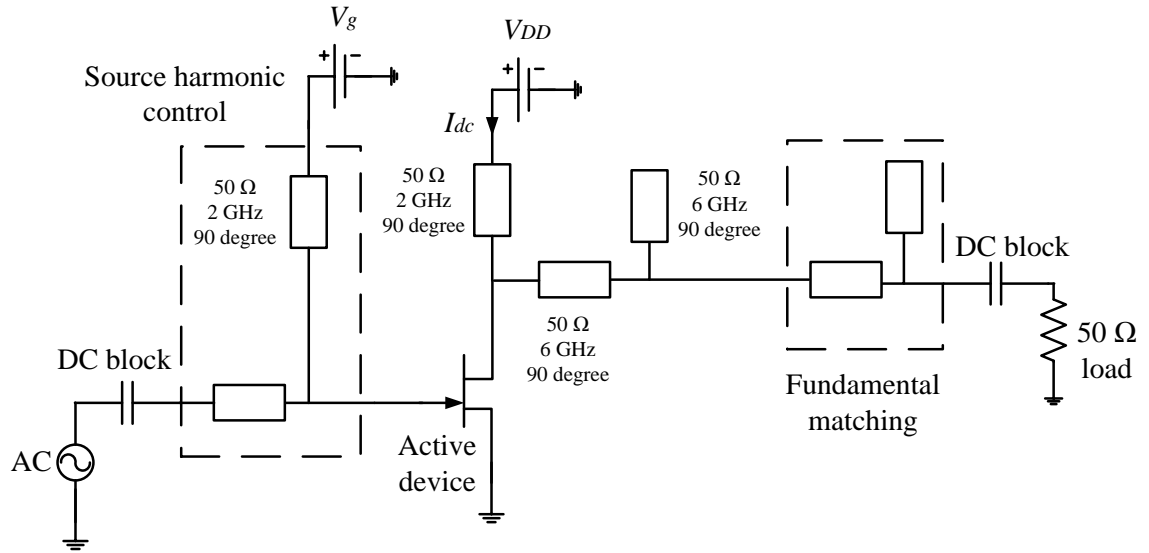 Vg
+ −
Source harmonic
control
50 Ω
2 GHz
90 degree
VDD
+ −
Idc
50 Ω
2 GHz
90 degree
50 Ω
6 GHz
90 degree
50 Ω
6 GHz
90 degree
DC block
50 Ω
load
Fundamental
matching
DC block
AC
Active
device